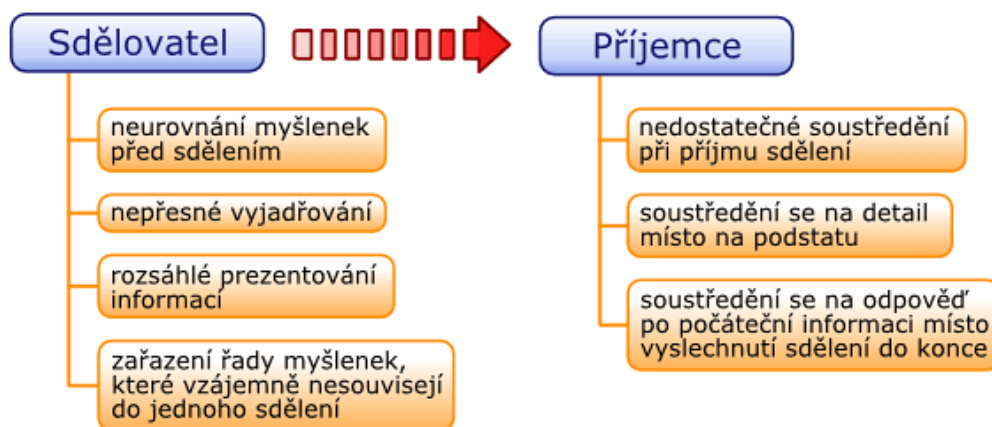 Sdělovatel
neurovnání myšlenek
před sdělením
nepřesné vyjadřování
rozsáhlé prezentování
informací
zařazení řady myšlenek,
které vzájemně nesouvisejí
do jednoho sdělení
Příjemce
nedostatečné soustředění
při příjmu sdělení
soustředění se na detail
místo na podstatu
soustředění se na odpověď
po počáteční informaci místo
vyslechnutí sdělení do konce